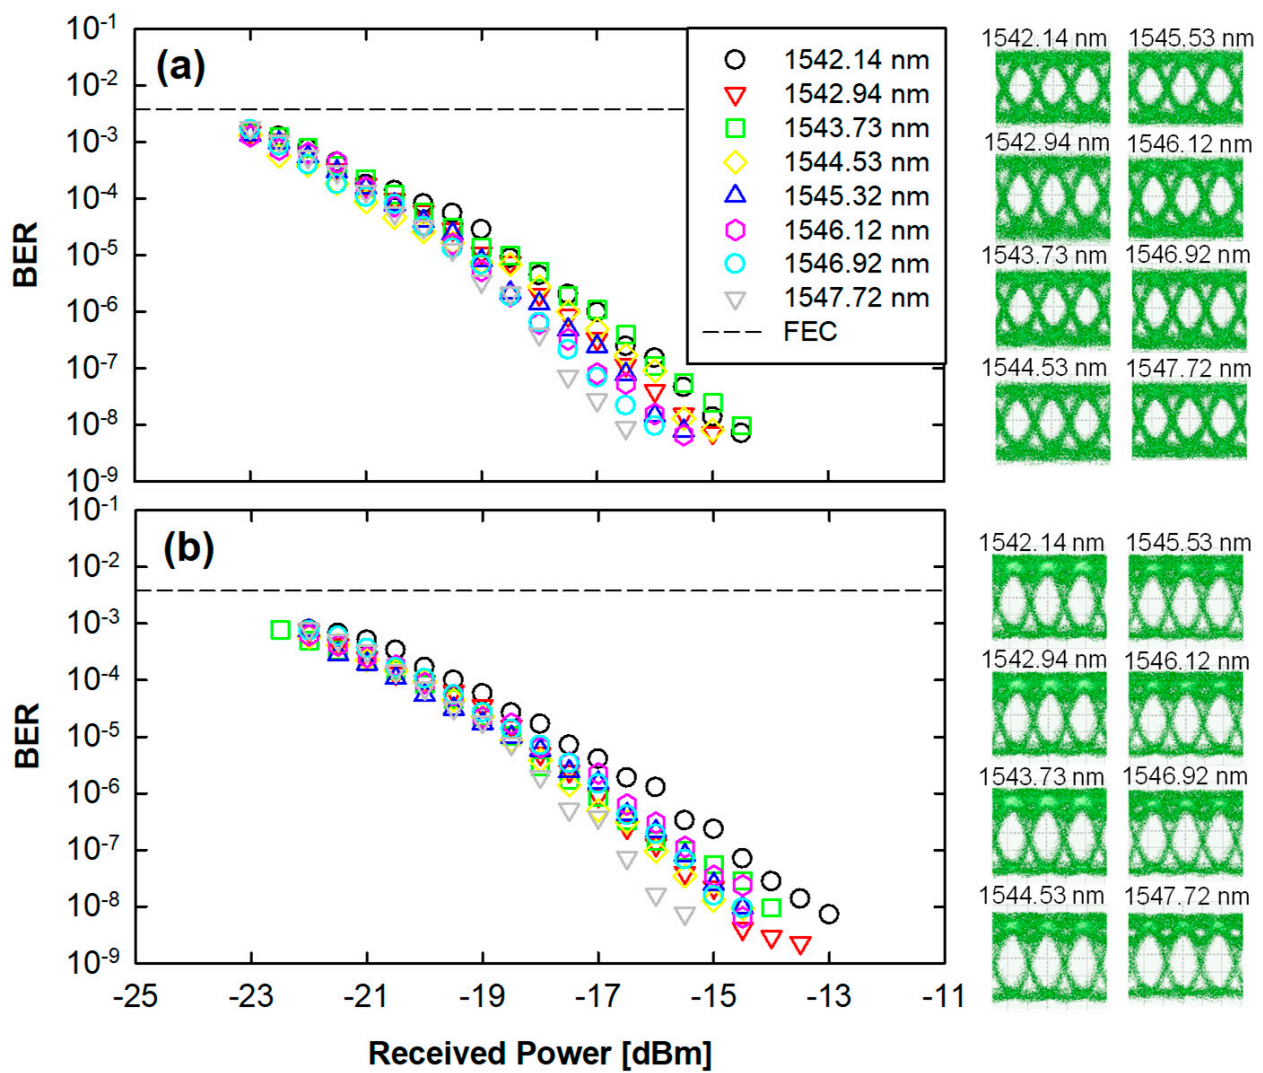 (a)
10-1
10-2
10-3
10-4
10-5
10-6
10-7
10-8
10-9
BER
1542.14 nm
1542.94 nm
1543.73 nm
1544.53 nm
1545.32 nm
1546.12 nm
1546.92 nm
1547.72 nm
FEC
1542.14 nm 1545.53 nm
1542.94 nm 1546.12 nm
1543.73 nm 1546.92 nm
1544.53 nm 1547.72 nm
(b)
10-1
10-2
10-3
10-4
10-5
10-6
10-7
10-8
10-9
BER
-25 -23 -21 -19 -17 -15 -13 -11
Received Power [dBm]
1542.14 nm 1545.53 nm
1542.94 nm 1546.12 nm
1543.73 nm 1546.92 nm
1544.53 nm 1547.72 nm